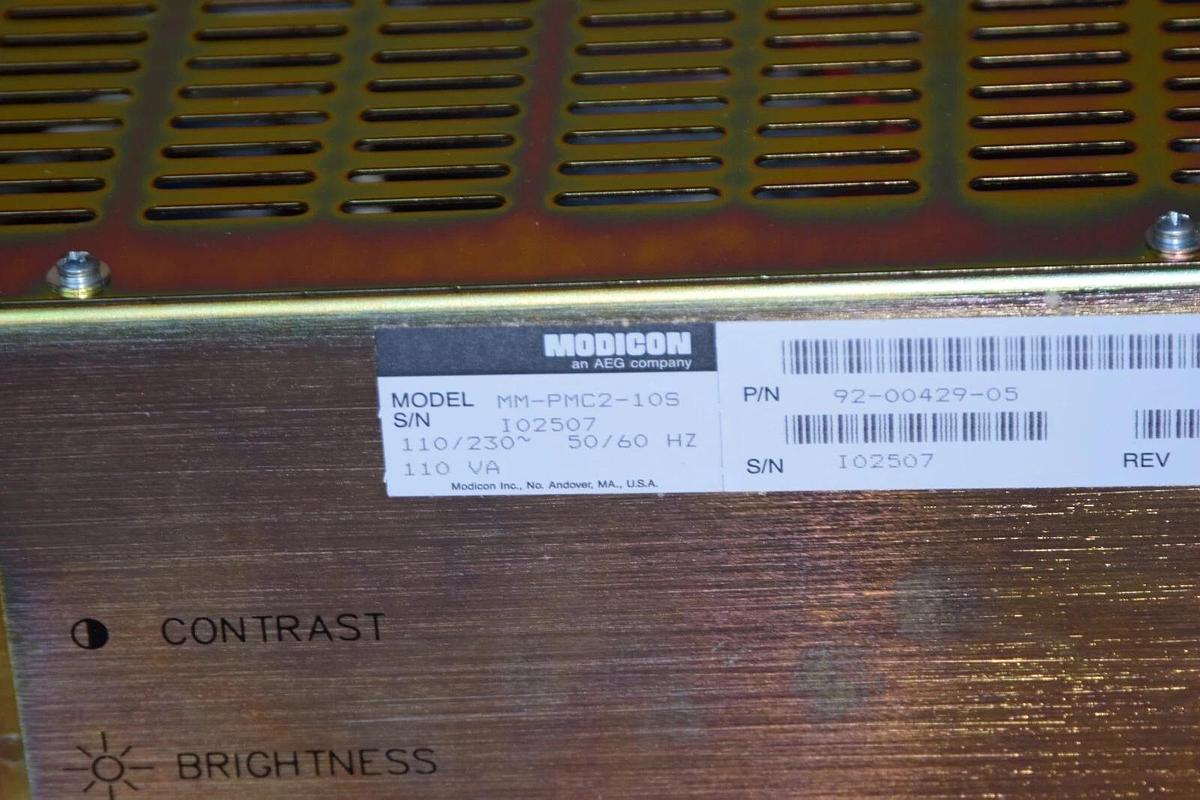 MODICON
an AEG company
MODEL MM-PMC2-10S
S/N I02507
110/230~ 50/60 HZ
110 VA
Modicon Inc., No. Andover, MA., U.S.A.
P/N 92-00429-05
S/N I02507 REV
CONTRAST
BRIGHTNESS